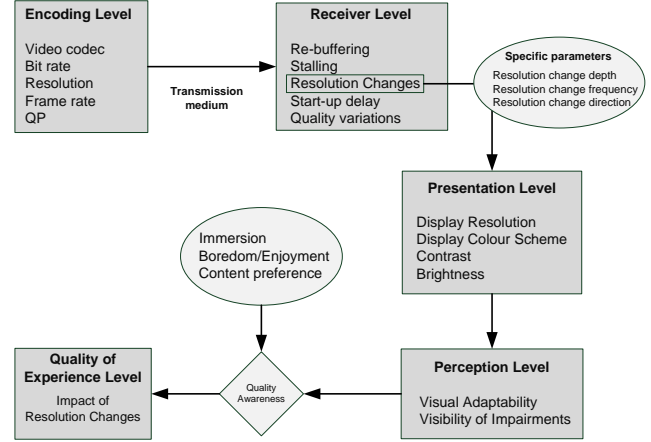 Encoding Level
Video codec
Bit rate
Resolution
Frame rate
QP
Transmission
medium
Receiver Level
Re-buffering
Stalling
Resolution Changes
Start-up delay
Quality variations
Specific parameters
Resolution change depth
Resolution change frequency
Resolution change direction
Presentation Level
Display Resolution
Display Colour Scheme
Contrast
Brightness
Immersion
Boredom/Enjoyment
Content preference
Perception Level
Visual Adaptability
Visibility of Impairments
Quality
Awareness
Quality of
Experience Level
Impact of
Resolution Changes